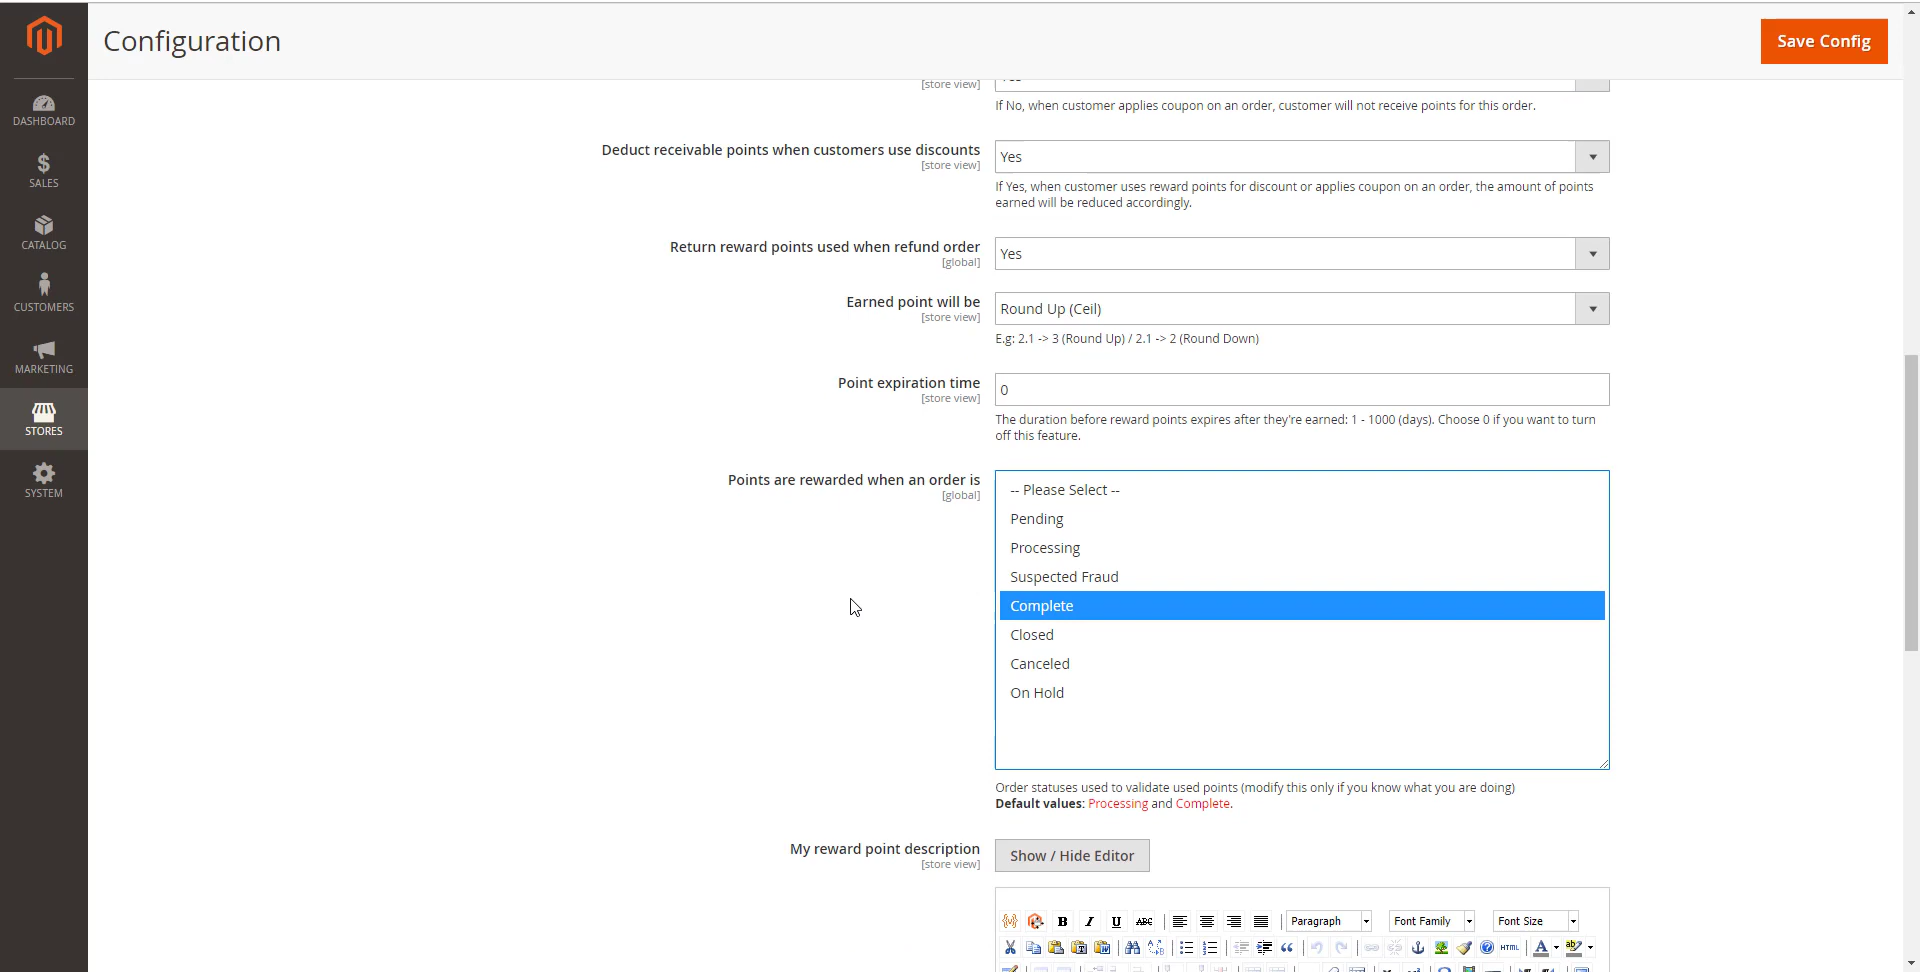 Configuration
Save Config
DASHBOARD
SALES
CATALOG
CUSTOMERS
MARKETING
STORES
SYSTEM
[store view]
If No, when customer applies coupon on an order, customer will not receive points for this order.
Deduct receivable points when customers use discounts
[store view]
Yes
If Yes, when customer uses reward points for discount or applies coupon on an order, the amount of points
earned will be reduced accordingly.
Return reward points used when refund order
[global]
Yes
Earned point will be
[store view]
Round Up (Ceil)
E.g: 2.1 -> 3 (Round Up) / 2.1 -> 2 (Round Down)
Point expiration time
[store view]
0
The duration before reward points expires after they're earned: 1 - 1000 (days). Choose 0 if you want to turn
off this feature.
Points are rewarded when an order is
[global]
-- Please Select --
Pending
Processing
Suspected Fraud
Complete
Closed
Canceled
On Hold
Order statuses used to validate used points (modify this only if you know what you are doing)
Default values: Processing and Complete.
My reward point description
[store view]
Show / Hide Editor
B I U ABC Paragraph Font Family Font Size
HTML A ab